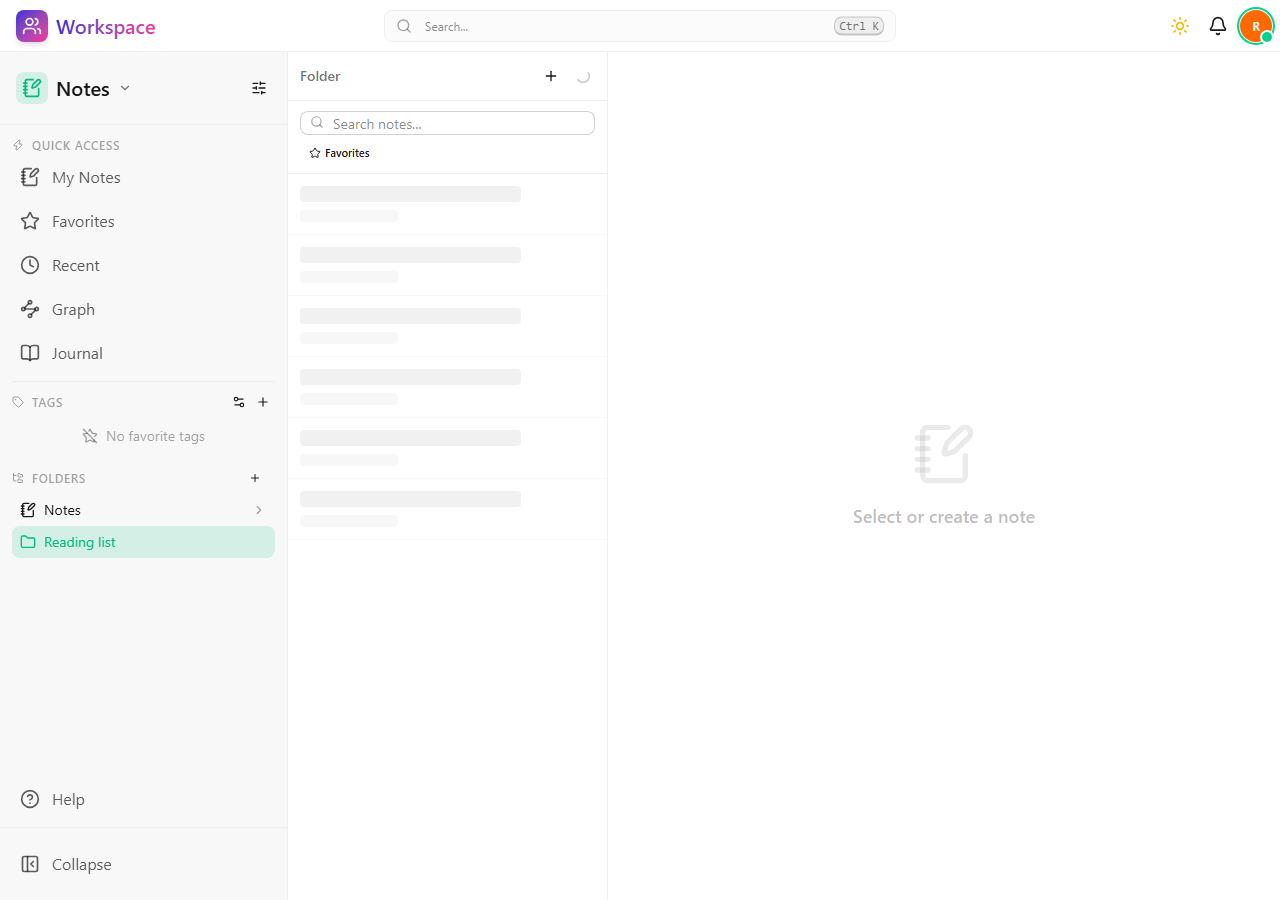 Workspace
Search...
Ctrl K
R
Notes
QUICK ACCESS
My Notes
Favorites
Recent
Graph
Journal
TAGS
No favorite tags
FOLDERS
Notes
Reading list
Help
Collapse
Folder
Search notes...
Favorites
Select or create a note